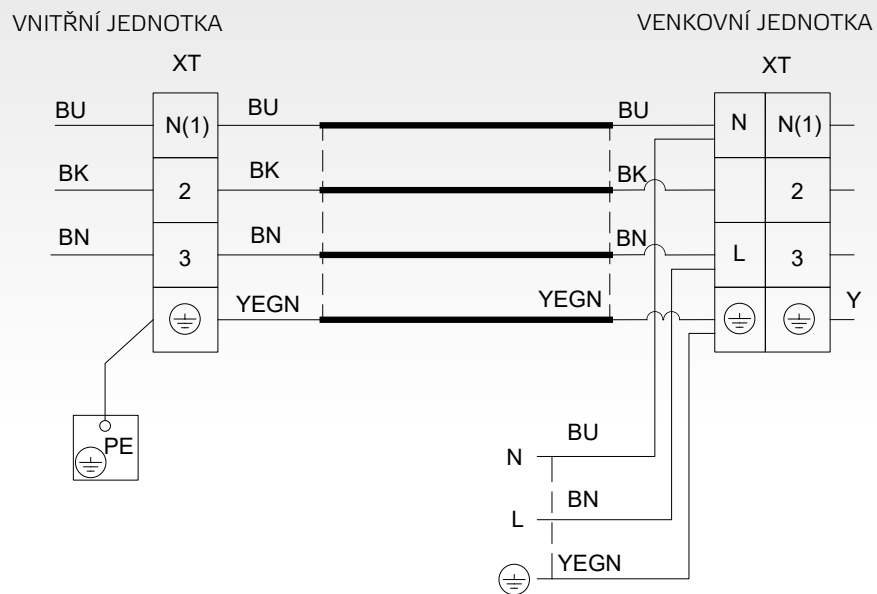 VNITŘNÍ JEDNOTKA VENKOVNÍ JEDNOTKA
XT XT
BU N(1) BU BU N N(1)
BK 2 BK BK 2
BN 3 BN BN L 3
YEGN YEGN Y
PE
N BU
L BN
YEGN